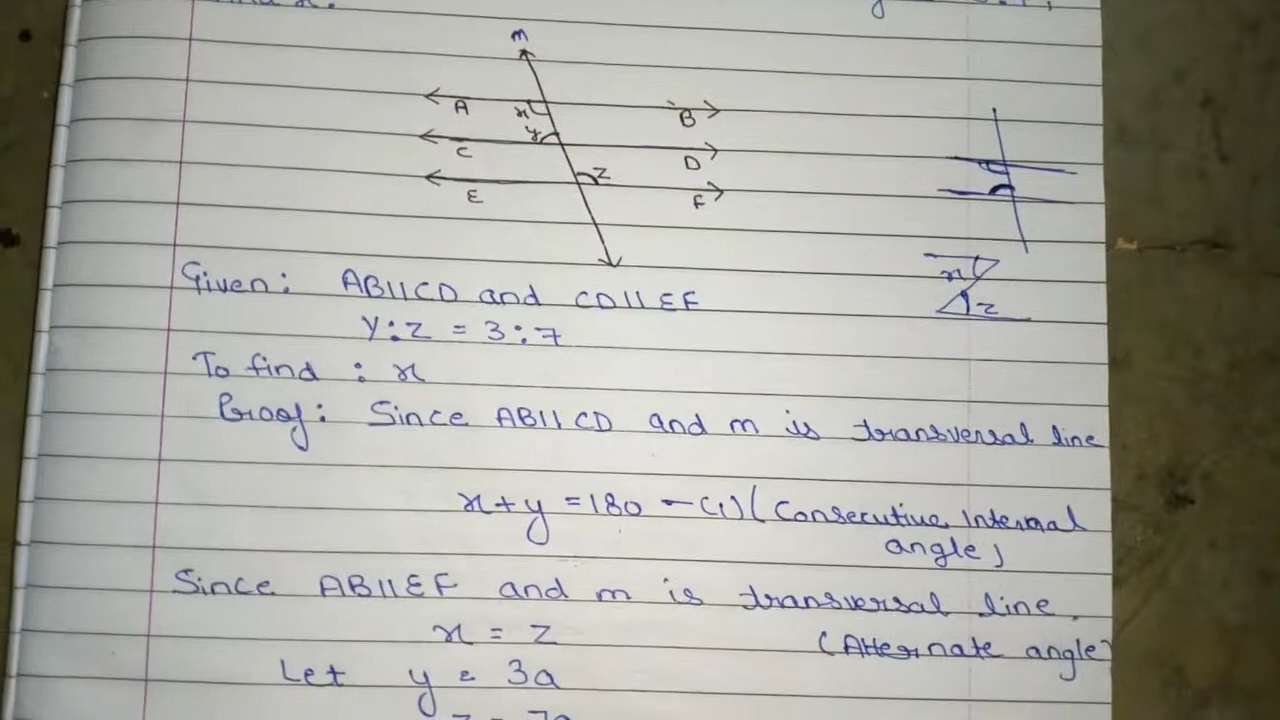 m
A x B
y
C D
z
E F
x
z
Given: AB||CD and CD||EF
Y:Z = 3:7
To find : x
Proof: Since AB||CD and m is transversal line
x+y =180 -(1) (Consecutive Internal
angle)
Since AB||EF and m is transversal line.
x = z (Alternate angle)
Let y = 3a